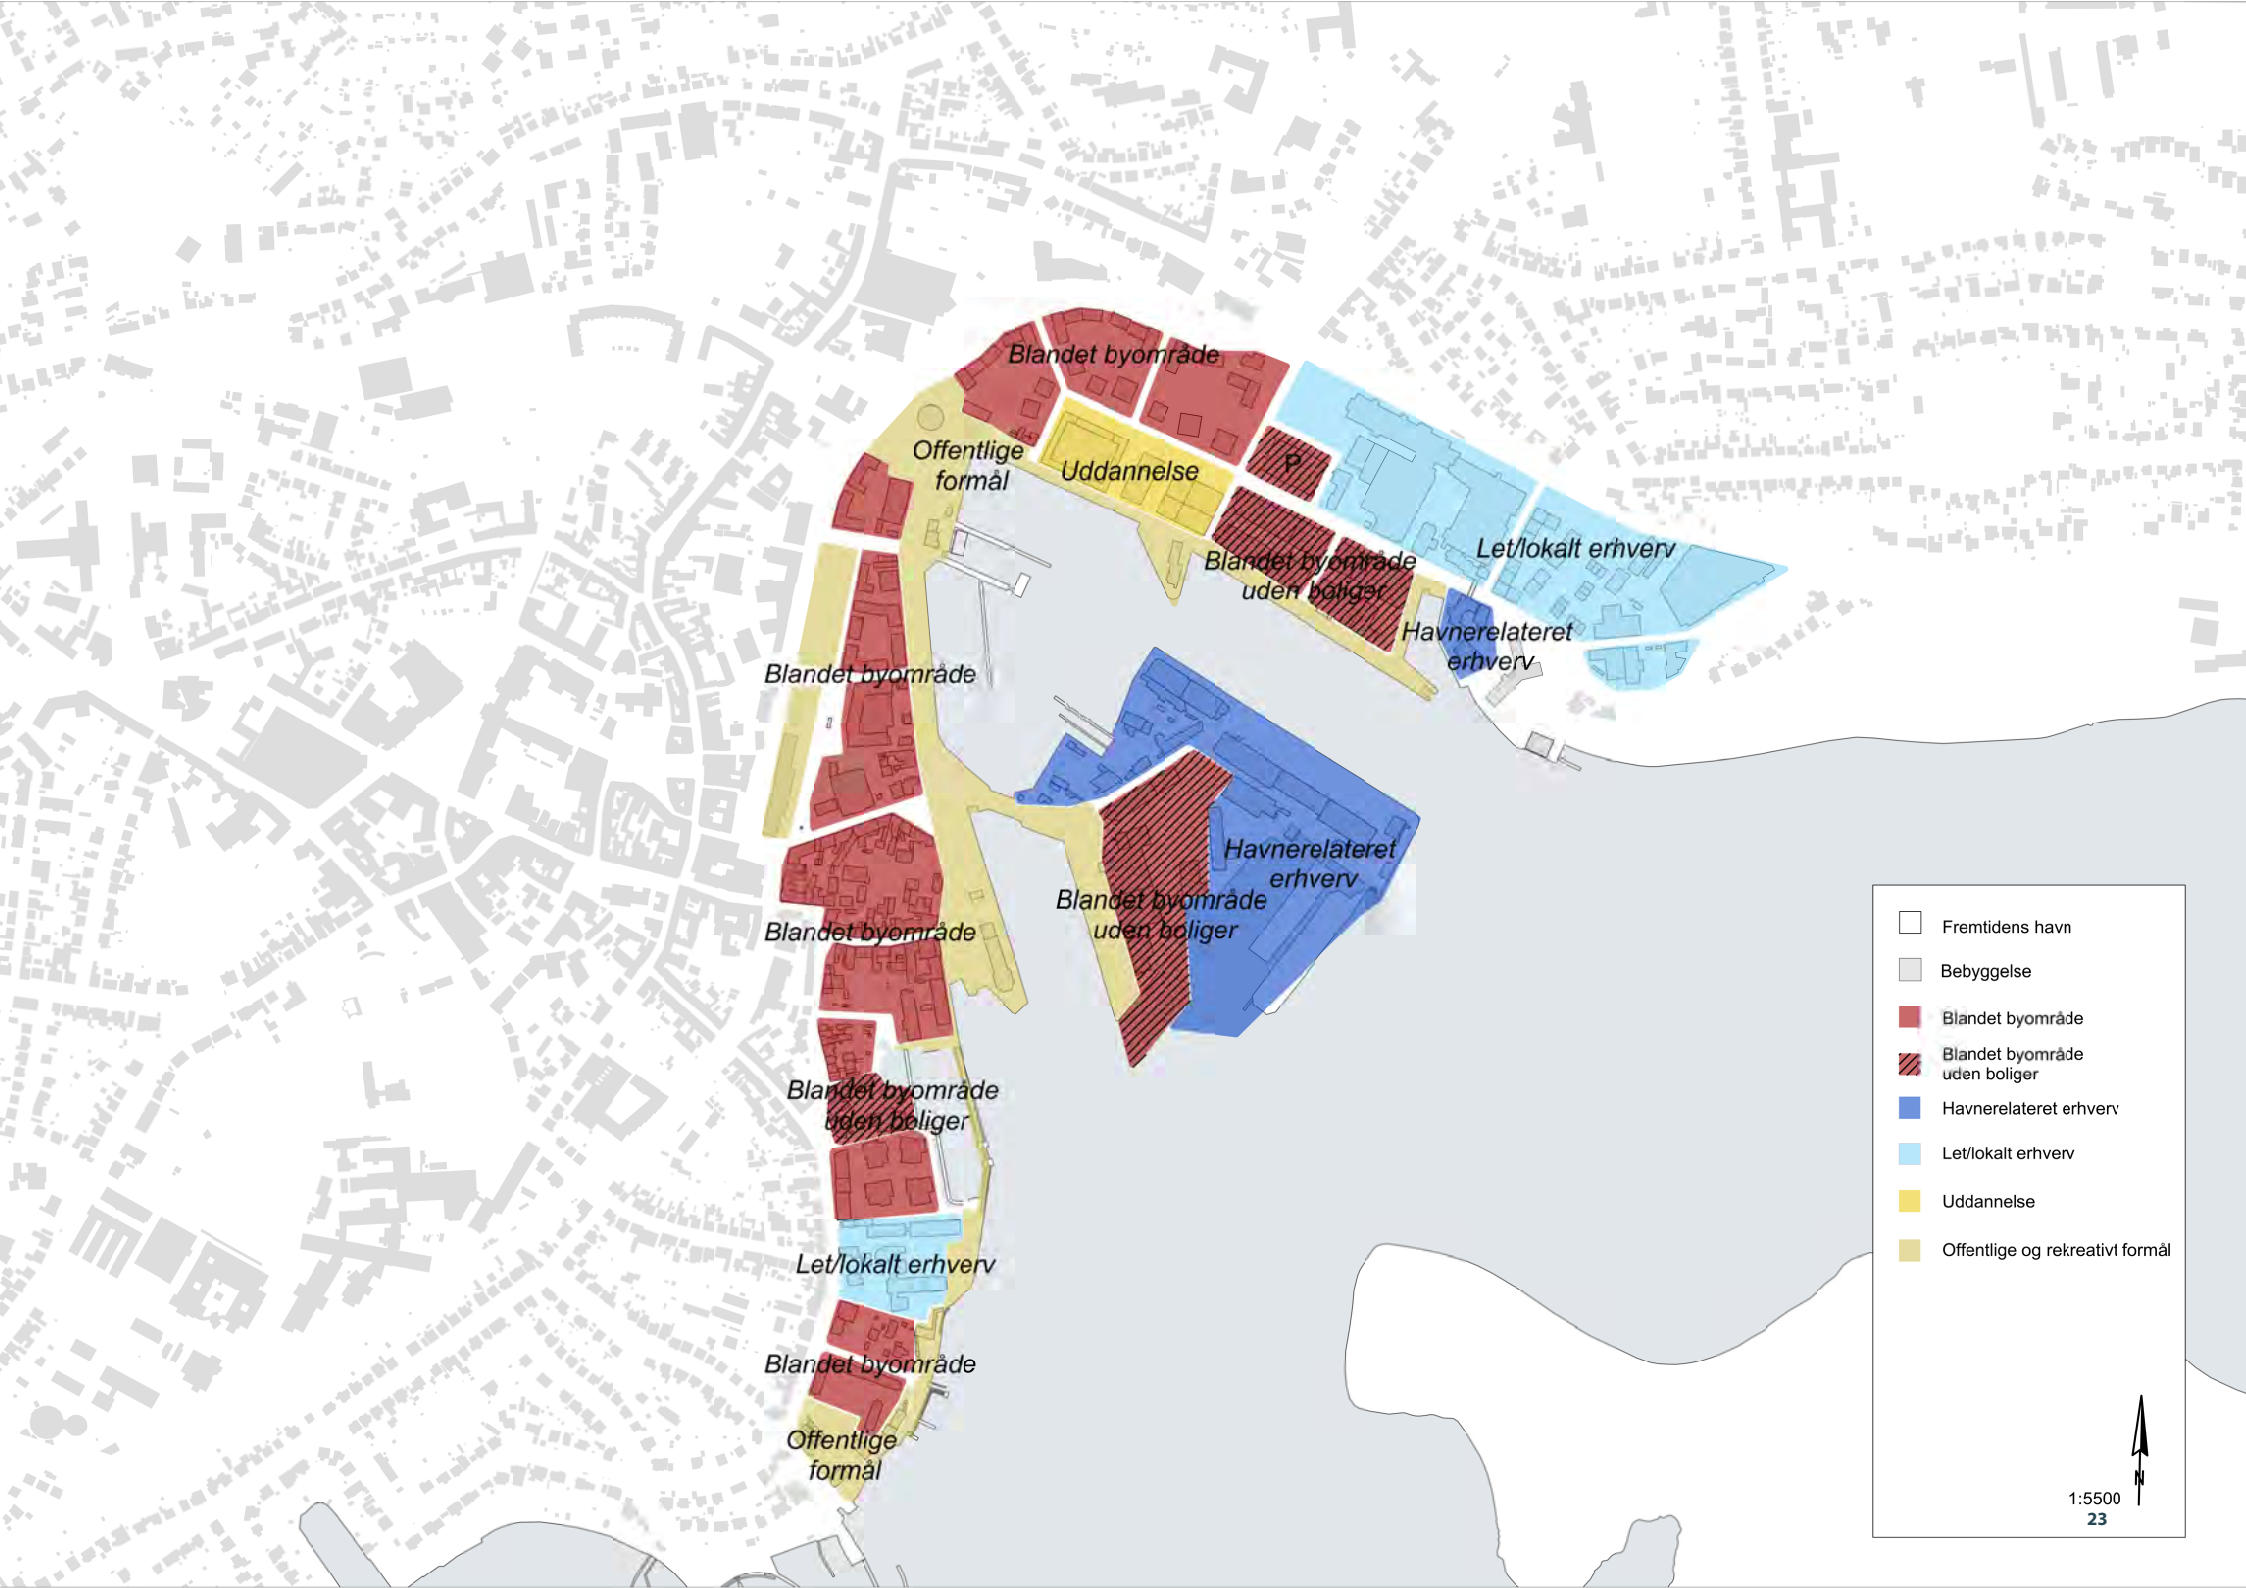 Blandet byområde
Offentlige
formål
Uddannelse
P
Blandet byområde
uden boliger
Let/lokalt erhverv
Havnerelateret
erhverv
Blandet byområde
Havnerelateret
erhverv
Blandet byområde
uden boliger
Blandet byområde
Blandet byområde
uden boliger
Let/lokalt erhverv
Blandet byområde
Offentlige
formål
Fremtidens havn
Bebyggelse
Blandet byområde
Blandet byområde
uden boliger
Havnerelateret erhverv
Let/lokalt erhverv
Uddannelse
Offentlige og rekreativt formål
N
1:5500
23